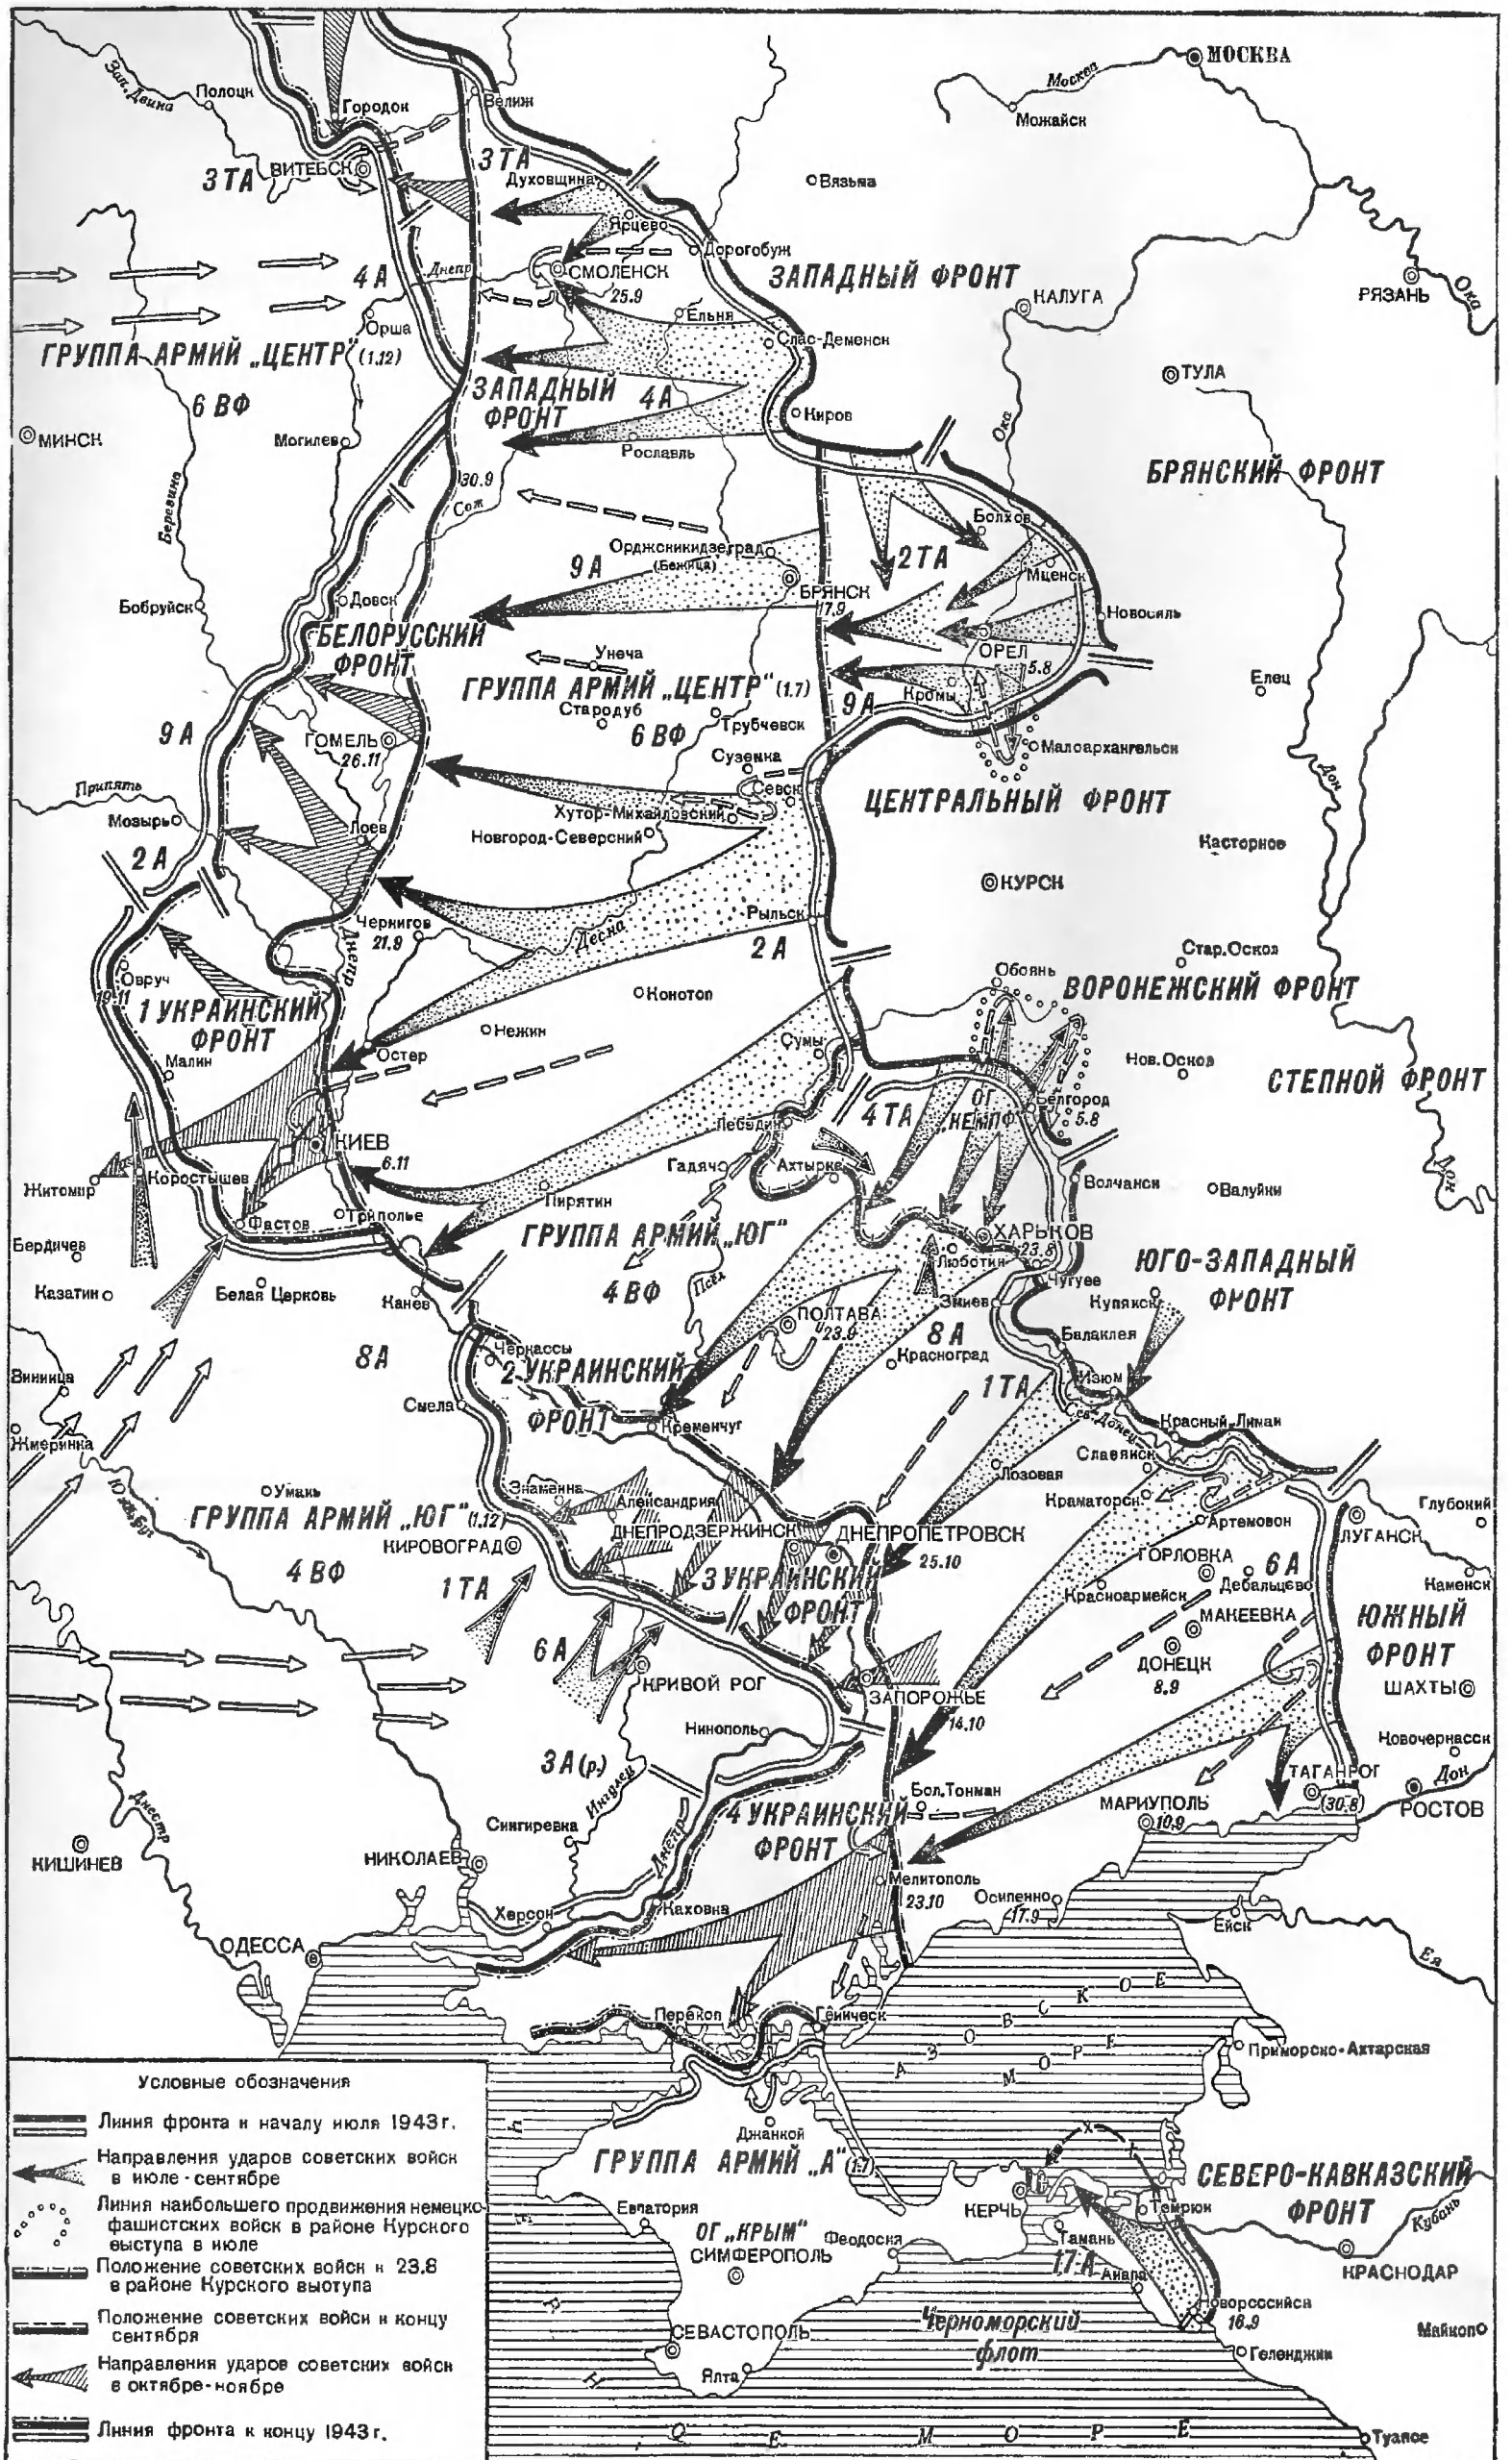 МОСКВА
Москва
Можайск
Зап. Двина
Полоцк
Городок
Велиж
ВИТЕБСК
3 ТА
3 ТА
Духовщина
Вязьма
Ярцево
Дорогобуж
СМОЛЕНСК
25.9
Днепр
4 А
ЗАПАДНЫЙ ФРОНТ
КАЛУГА
РЯЗАНЬ
Ока
Орша
Ельня
Спас-Деменск
ГРУППА АРМИЙ „ЦЕНТР" (1.12)
6 ВФ
ЗАПАДНЫЙ
ФРОНТ
4 А
Киров
ТУЛА
МИНСК
Могилев
Рославль
Ока
БРЯНСКИЙ ФРОНТ
30.9
Сож
Березина
Болхов
Орджоникидзеград
(Бежица)
9 А
2 ТА
Мценск
БРЯНСК
17.9
Новосиль
Бобруйск
Довск
БЕЛОРУССКИЙ
ФРОНТ
Унеча
ГРУППА АРМИЙ „ЦЕНТР" (1.7)
ОРЕЛ
5.8
Кромы
9 А
Елец
Стародуб
Трубчевск
6 ВФ
9 А
ГОМЕЛЬ
26.11
Сузенка
Малоархангельск
Севск
Хутор-Михайловский
ЦЕНТРАЛЬНЫЙ ФРОНТ
Дон
Припять
Мозырь
Лоев
Новгород-Северский
Касторное
2 А
КУРСК
Рыльск
Чернигов
21.9
Днепр
Десна
2 А
Стар.Оскол
Обоянь
ВОРОНЕЖСКИЙ ФРОНТ
Овруч
19.11
1 УКРАИНСКИЙ
ФРОНТ
Конотоп
Нежин
Сумы
Остер
Малин
Нов.Оскол
СТЕПНОЙ ФРОНТ
4 ТА
ОГ
„КЕМПФ"
Белгород
5.8
Лебедин
КИЕВ
6.11
Гадяч
Ахтырка
Волчанск
Валуйки
Дон
Житомир
Коростышев
Фастов
Триполье
Пирятин
ГРУППА АРМИЙ „ЮГ"
ХАРЬКОВ
23.8
Люботин
Чугуев
Бердичев
Казатин
Белая Церковь
Канев
4 ВФ
Псёл
ЮГО-ЗАПАДНЫЙ
ФРОНТ
Змиев
Купянск
ПОЛТАВА
23.9
8 А
Красноград
Балаклея
8 А
Черкассы
2 УКРАИНСКИЙ
ФРОНТ
Изюм
1 ТА
Винница
Смела
Кременчуг
Сев. Донец
Красный Лиман
Жмеринка
Славянск
Южн. Буг
Умань
Лозовая
Знаменка
Александрия
Краматорск
Глубокий
ГРУППА АРМИЙ „ЮГ" (1.12)
Артемовск
ЛУГАНСК
КИРОВОГРАД
ДНЕПРОДЗЕРЖИНСК
ДНЕПРОПЕТРОВСК
25.10
ГОРЛОВКА
6 А
4 ВФ
1 ТА
3 УКРАИНСКИЙ
ФРОНТ
Дебальцево
Каменск
Красноармейск
МАКЕЕВКА
ЮЖНЫЙ
ФРОНТ
6 А
ДОНЕЦК
8.9
ШАХТЫ
КРИВОЙ РОГ
ЗАПОРОЖЬЕ
14.10
Никополь
Новочеркасск
3 А (р.)
Ингулец
Бол.Токмак
ТАГАНРОГ
(30.8)
Дон
РОСТОВ
МАРИУПОЛЬ
10.9
4 УКРАИНСКИЙ
ФРОНТ
Снигиревка
Днестр
КИШИНЕВ
НИКОЛАЕВ
Днепр
Мелитополь
23.10
Осипенко
17.9
Херсон
Каховка
Ейск
ОДЕССА
Ея
Перекоп
Геническ
АЗОВСКОЕ
МОРЕ
Приморско-Ахтарская
Джанкой
ГРУППА АРМИЙ „А" (1.7)
СЕВЕРО-КАВКАЗСКИЙ
ФРОНТ
КЕРЧЬ
Темрюк
Кубань
Евпатория
ОГ „КРЫМ"
СИМФЕРОПОЛЬ
Феодосия
Тамань
17 А
Анапа
КРАСНОДАР
Новороссийск
16.9
СЕВАСТОПОЛЬ
Черноморский
флот
Майкоп
Геленджик
Ялта
МОРЕ
Туапсе
Условные обозначения
Линия фронта к началу июля 1943г.
Направления ударов советских войск
в июле-сентябре
Линия наибольшего продвижения немецко-
фашистских войск в районе Курского
выступа в июле
Положение советских войск к 23.8
в районе Курского выступа
Положение советских войск к концу
сентября
Направления ударов советских войск
в октябре-ноябре
Линия фронта к концу 1943г.